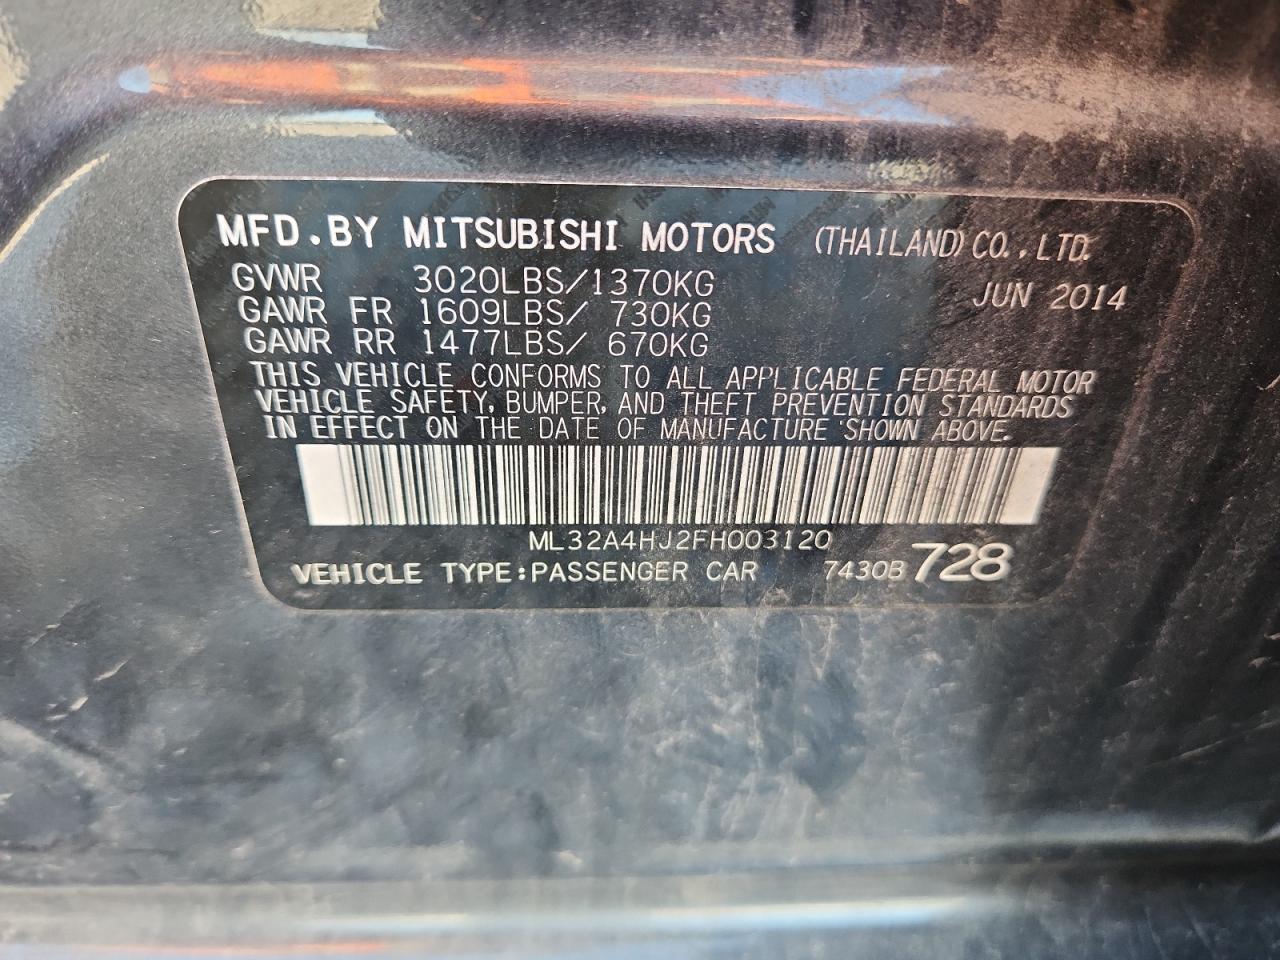 MFD.BY MITSUBISHI MOTORS (THAILAND)CO.,LTD.
GVWR 3020LBS/1370KG JUN 2014
GAWR FR 1609LBS/ 730KG
GAWR RR 1477LBS/ 670KG
THIS VEHICLE CONFORMS TO ALL APPLICABLE FEDERAL MOTOR
VEHICLE SAFETY, BUMPER, AND THEFT PREVENTION STANDARDS
IN EFFECT ON THE DATE OF MANUFACTURE SHOWN ABOVE.
ML32A4HJ2FH003120
VEHICLE TYPE:PASSENGER CAR 7430B 728